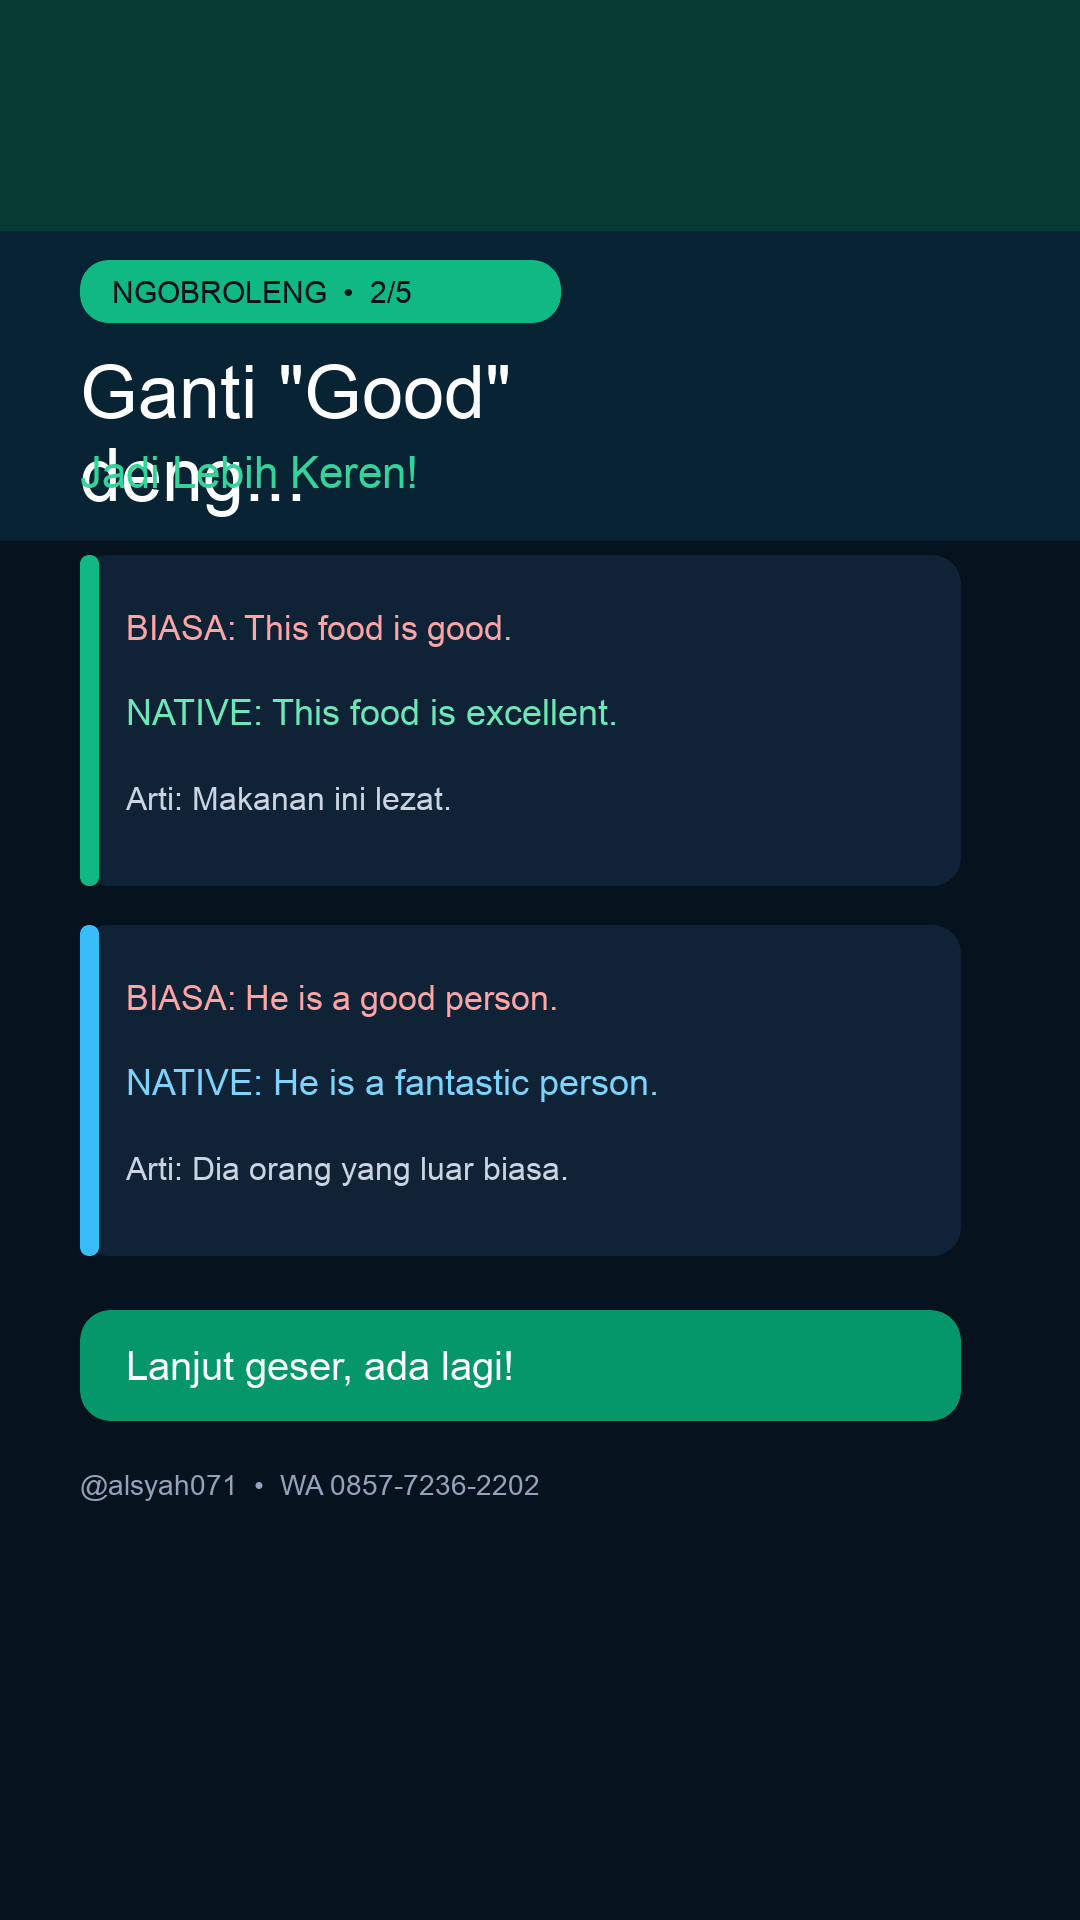 NGOBROLENG • 2/5
Ganti "Good"
deng...
Jadi Lebih Keren!
BIASA: This food is good.
NATIVE: This food is excellent.
Arti: Makanan ini lezat.
BIASA: He is a good person.
NATIVE: He is a fantastic person.
Arti: Dia orang yang luar biasa.
Lanjut geser, ada lagi!
@alsyah071 • WA 0857-7236-2202